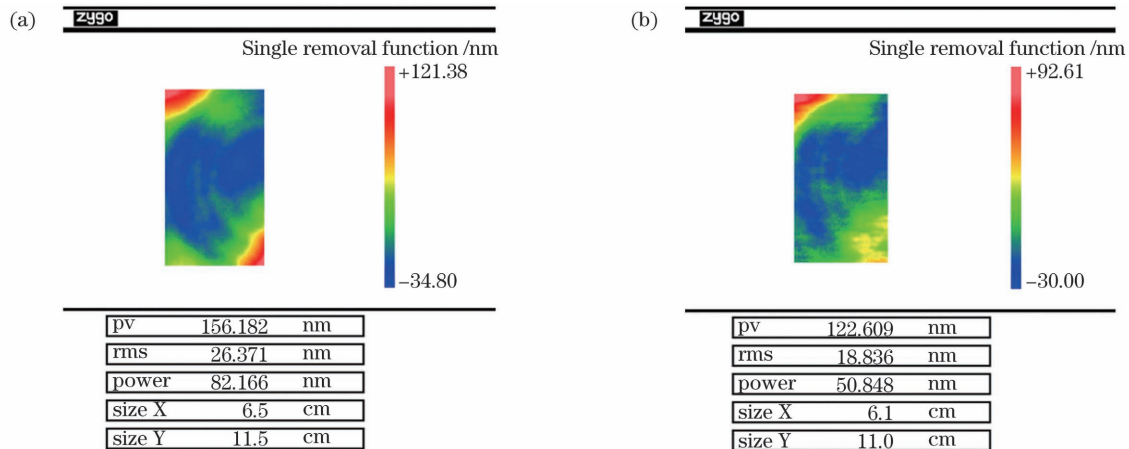 (a)
zygo
Single removal function /nm
+121.38
−34.80
pv 156.182 nm
rms 26.371 nm
power 82.166 nm
size X 6.5 cm
size Y 11.5 cm
(b)
zygo
Single removal function /nm
+92.61
−30.00
pv 122.609 nm
rms 18.836 nm
power 50.848 nm
size X 6.1 cm
size Y 11.0 cm